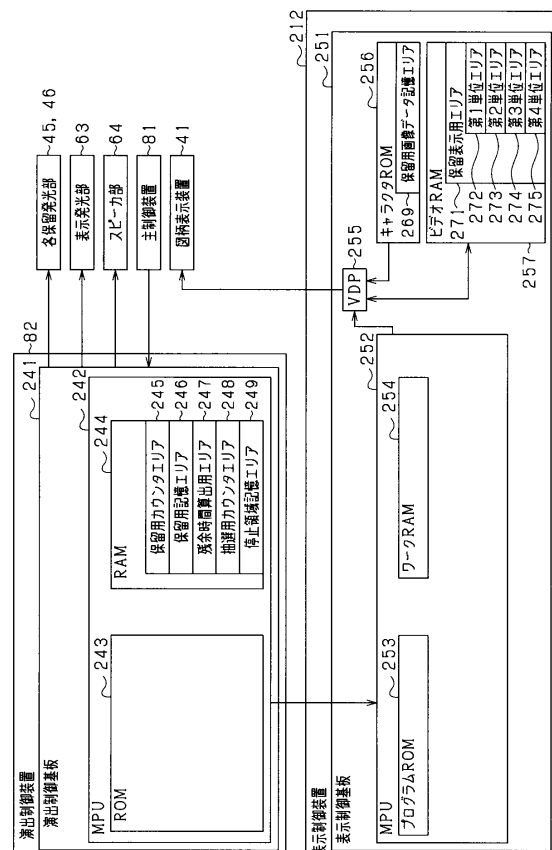 演出制御装置
82
演出制御基板
241
MPU
242
ROM
243
RAM
244
保留用カウンタエリア
245
保留用記憶エリア
246
残余時間算出用エリア
247
抽選用カウンタエリア
248
停止領域記憶エリア
249
各保留発光部
45, 46
表示発光部
63
スピーカ部
64
主制御装置
81
図柄表示装置
41
表示制御装置
212
表示制御基板
251
MPU
252
プログラムROM
253
ワークRAM
254
VDP
255
キャラクタROM
256
保留用画像データ記憶エリア
269
ビデオRAM
257
保留表示用エリア
271
第1単位エリア
272
第2単位エリア
273
第3単位エリア
274
第4単位エリア
275